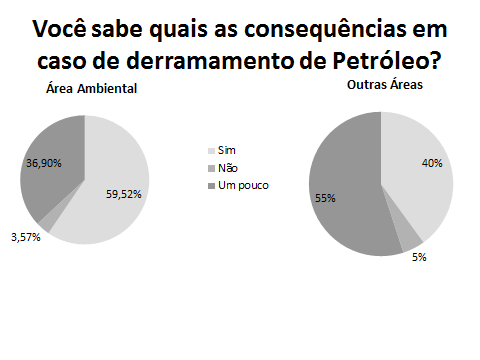 Você sabe quais as consequências em
caso de derramamento de Petróleo?
Área Ambiental
36,90%
59,52%
3,57%
Sim
Não
Um pouco
Outras Áreas
40%
55%
5%